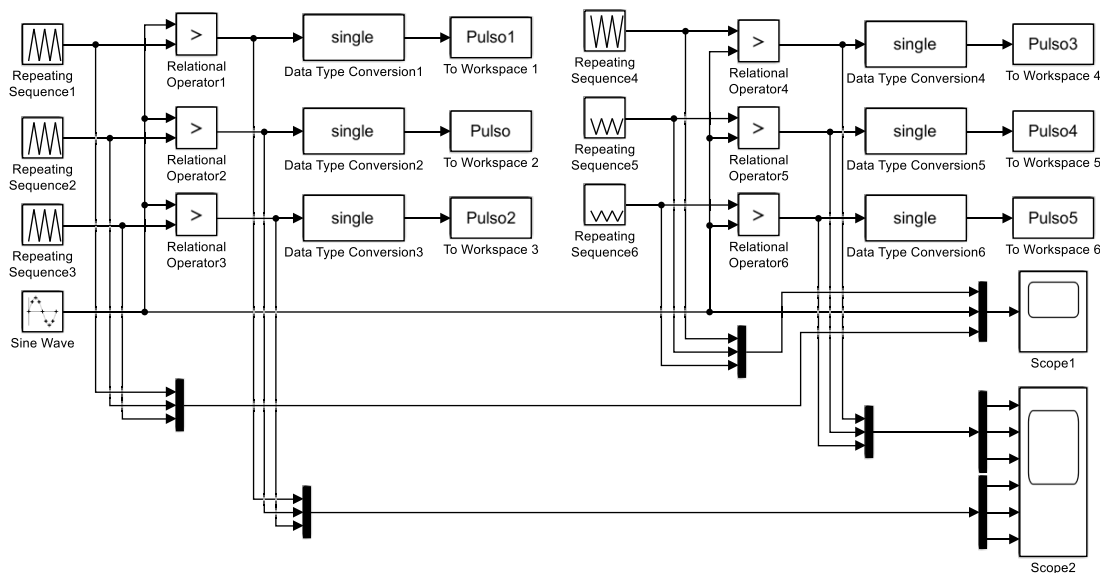 >
single
Pulso1
Repeating
Sequence1
Relational
Operator1
Data Type Conversion1
To Workspace 1
>
single
Pulso
Repeating
Sequence2
Relational
Operator2
Data Type Conversion2
To Workspace 2
>
single
Pulso2
Repeating
Sequence3
Relational
Operator3
Data Type Conversion3
To Workspace 3
Sine Wave
>
single
Pulso3
Repeating
Sequence4
Relational
Operator4
Data Type Conversion4
To Workspace 4
>
single
Pulso4
Repeating
Sequence5
Relational
Operator5
Data Type Conversion5
To Workspace 5
>
single
Pulso5
Repeating
Sequence6
Relational
Operator6
Data Type Conversion6
To Workspace 6
Scope1
Scope2